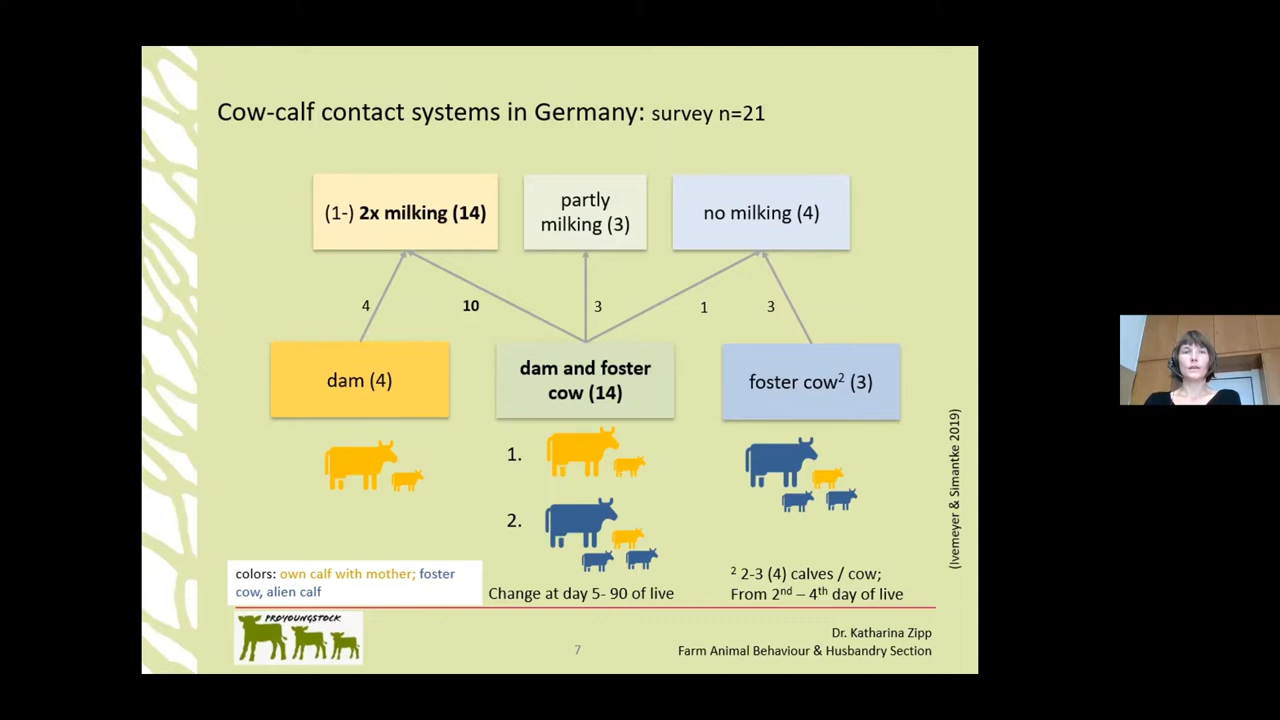 Cow-calf contact systems in Germany: survey n=21
(1-) 2x milking (14)
partly
milking (3)
no milking (4)
4
10
3
1
3
dam (4)
dam and foster
cow (14)
foster cow² (3)
1.
2.
(Ivemeyer & Simantke 2019)
colors: own calf with mother; foster
cow, alien calf
Change at day 5- 90 of live
² 2-3 (4) calves / cow;
From 2nd – 4th day of live
PROYOUNGSTOCK
7
Dr. Katharina Zipp
Farm Animal Behaviour & Husbandry Section